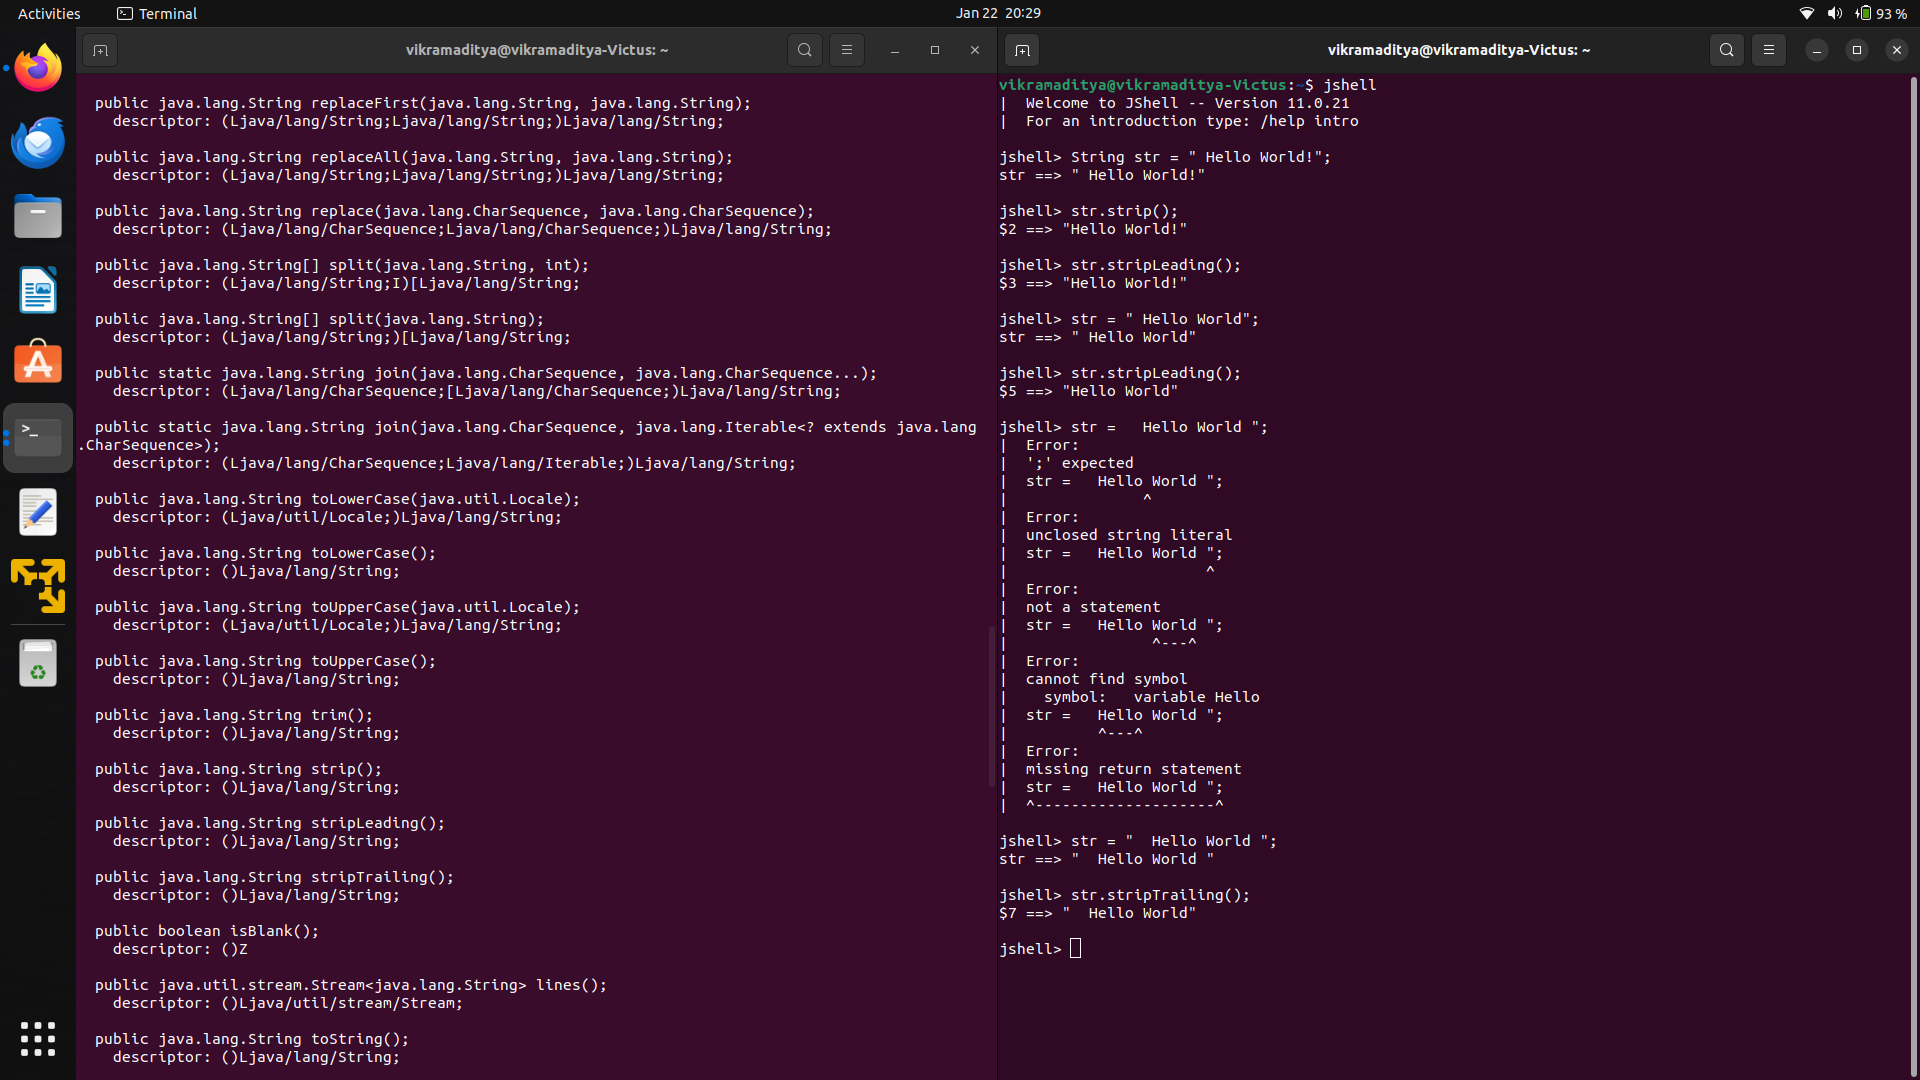 Activities
Terminal
Jan 22 20:29
93 %
vikramaditya@vikramaditya-Victus: ~
public java.lang.String replaceFirst(java.lang.String, java.lang.String);
descriptor: (Ljava/lang/String;Ljava/lang/String;)Ljava/lang/String;
public java.lang.String replaceAll(java.lang.String, java.lang.String);
descriptor: (Ljava/lang/String;Ljava/lang/String;)Ljava/lang/String;
public java.lang.String replace(java.lang.CharSequence, java.lang.CharSequence);
descriptor: (Ljava/lang/CharSequence;Ljava/lang/CharSequence;)Ljava/lang/String;
public java.lang.String[] split(java.lang.String, int);
descriptor: (Ljava/lang/String;I)[Ljava/lang/String;
public java.lang.String[] split(java.lang.String);
descriptor: (Ljava/lang/String;)[Ljava/lang/String;
public static java.lang.String join(java.lang.CharSequence, java.lang.CharSequence...);
descriptor: (Ljava/lang/CharSequence;[Ljava/lang/CharSequence;)Ljava/lang/String;
public static java.lang.String join(java.lang.CharSequence, java.lang.Iterable<? extends java.lang
.CharSequence>);
descriptor: (Ljava/lang/CharSequence;Ljava/lang/Iterable;)Ljava/lang/String;
public java.lang.String toLowerCase(java.util.Locale);
descriptor: (Ljava/util/Locale;)Ljava/lang/String;
public java.lang.String toLowerCase();
descriptor: ()Ljava/lang/String;
public java.lang.String toUpperCase(java.util.Locale);
descriptor: (Ljava/util/Locale;)Ljava/lang/String;
public java.lang.String toUpperCase();
descriptor: ()Ljava/lang/String;
public java.lang.String trim();
descriptor: ()Ljava/lang/String;
public java.lang.String strip();
descriptor: ()Ljava/lang/String;
public java.lang.String stripLeading();
descriptor: ()Ljava/lang/String;
public java.lang.String stripTrailing();
descriptor: ()Ljava/lang/String;
public boolean isBlank();
descriptor: ()Z
public java.util.stream.Stream<java.lang.String> lines();
descriptor: ()Ljava/util/stream/Stream;
public java.lang.String toString();
descriptor: ()Ljava/lang/String;
vikramaditya@vikramaditya-Victus: ~
vikramaditya@vikramaditya-Victus:~$ jshell
|  Welcome to JShell -- Version 11.0.21
|  For an introduction type: /help intro
jshell> String str = " Hello World!";
str ==> " Hello World!"
jshell> str.strip();
$2 ==> "Hello World!"
jshell> str.stripLeading();
$3 ==> "Hello World!"
jshell> str = " Hello World";
str ==> " Hello World"
jshell> str.stripLeading();
$5 ==> "Hello World"
jshell> str =   Hello World ";
|  Error:
|  ';' expected
|  str =   Hello World ";
|               ^
|  Error:
|  unclosed string literal
|  str =   Hello World ";
|                      ^
|  Error:
|  not a statement
|  str =   Hello World ";
|                ^---^
|  Error:
|  cannot find symbol
|    symbol:   variable Hello
|  str =   Hello World ";
|          ^---^
|  Error:
|  missing return statement
|  str =   Hello World ";
|  ^--------------------^
jshell> str = "  Hello World ";
str ==> "  Hello World "
jshell> str.stripTrailing();
$7 ==> "  Hello World"
jshell>